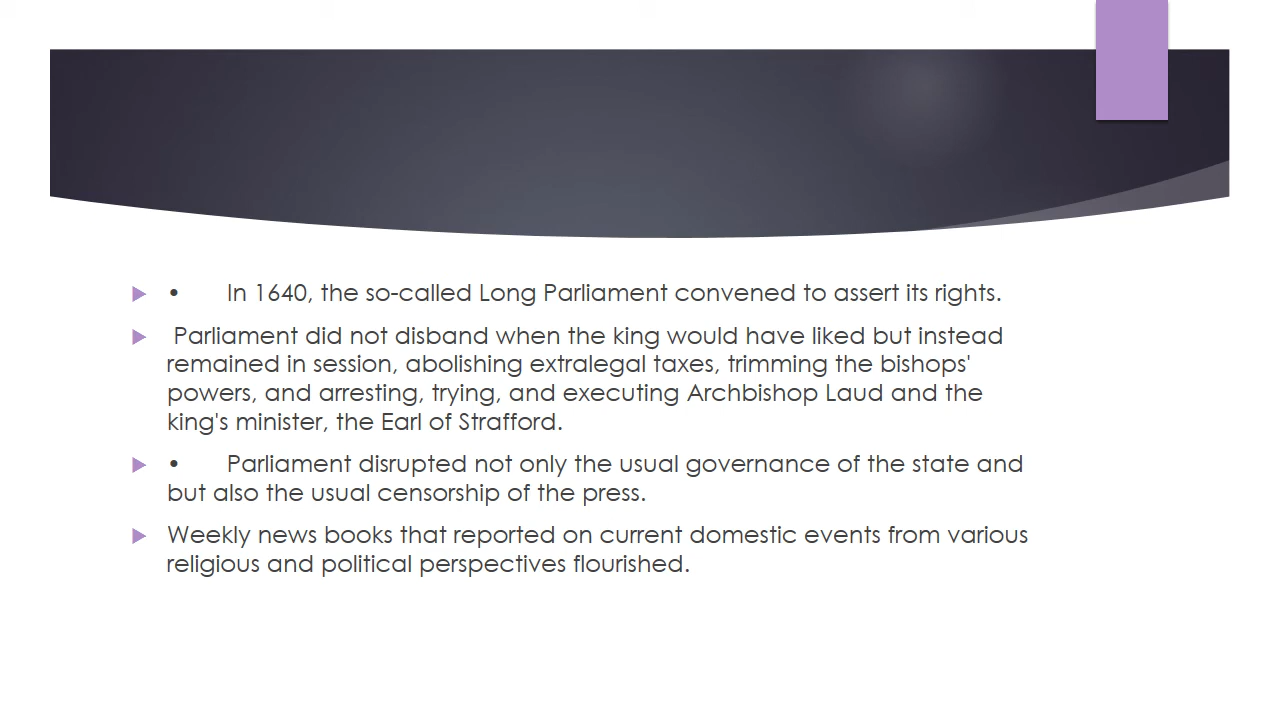 • In 1640, the so-called Long Parliament convened to assert its rights.
Parliament did not disband when the king would have liked but instead
remained in session, abolishing extralegal taxes, trimming the bishops'
powers, and arresting, trying, and executing Archbishop Laud and the
king's minister, the Earl of Strafford.
• Parliament disrupted not only the usual governance of the state and
but also the usual censorship of the press.
Weekly news books that reported on current domestic events from various
religious and political perspectives flourished.